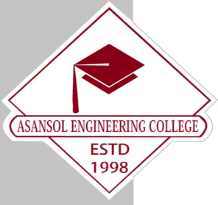 ASANSOL ENGINEERING COLLEGE
ESTD
1998